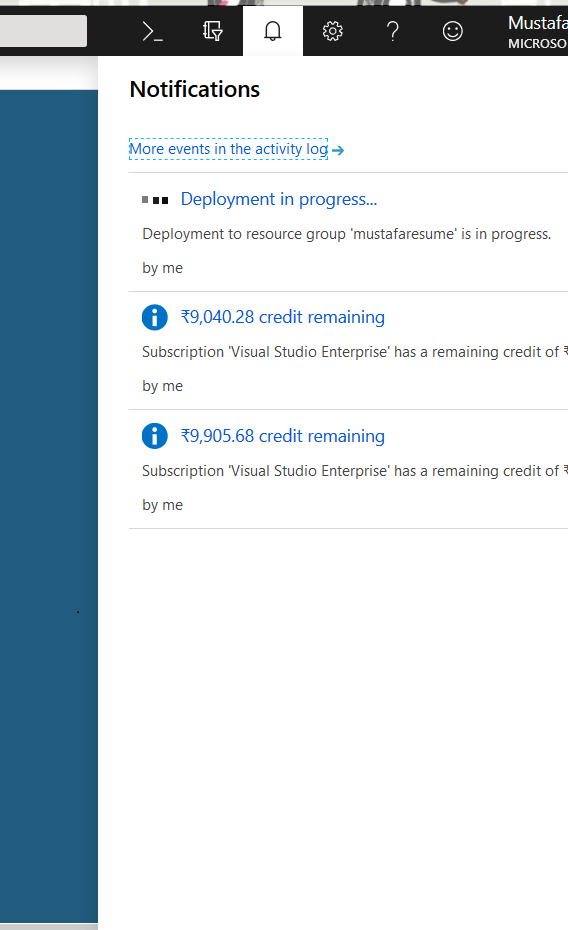 Mustafa
MICROSO
Notifications
More events in the activity log
Deployment in progress...
Deployment to resource group 'mustafaresume' is in progress.
by me
₹9,040.28 credit remaining
Subscription 'Visual Studio Enterprise' has a remaining credit of ₹
by me
₹9,905.68 credit remaining
Subscription 'Visual Studio Enterprise' has a remaining credit of ₹
by me